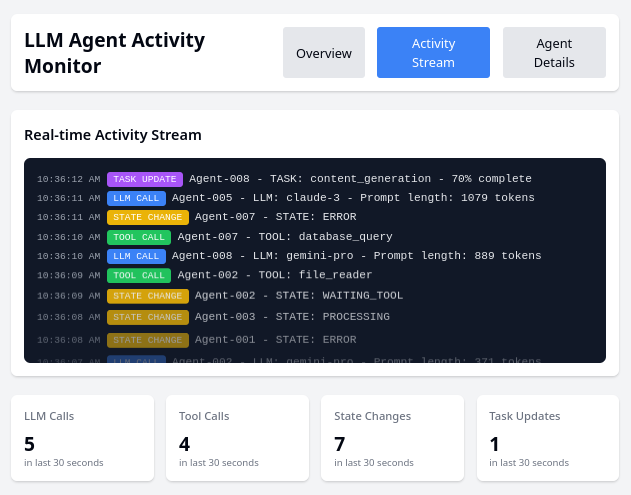 LLM Agent Activity
Monitor
Overview
Activity
Stream
Agent
Details
Real-time Activity Stream
10:36:12 AM TASK UPDATE Agent-008 - TASK: content_generation - 70% complete
10:36:11 AM LLM CALL Agent-005 - LLM: claude-3 - Prompt length: 1079 tokens
10:36:11 AM STATE CHANGE Agent-007 - STATE: ERROR
10:36:10 AM TOOL CALL Agent-007 - TOOL: database_query
10:36:10 AM LLM CALL Agent-008 - LLM: gemini-pro - Prompt length: 889 tokens
10:36:09 AM TOOL CALL Agent-002 - TOOL: file_reader
10:36:09 AM STATE CHANGE Agent-002 - STATE: WAITING_TOOL
10:36:08 AM STATE CHANGE Agent-003 - STATE: PROCESSING
10:36:08 AM STATE CHANGE Agent-001 - STATE: ERROR
10:36:07 AM LLM CALL Agent-002 - LLM: gemini-pro - Prompt length: 371 tokens
LLM Calls
5
in last 30 seconds
Tool Calls
4
in last 30 seconds
State Changes
7
in last 30 seconds
Task Updates
1
in last 30 seconds